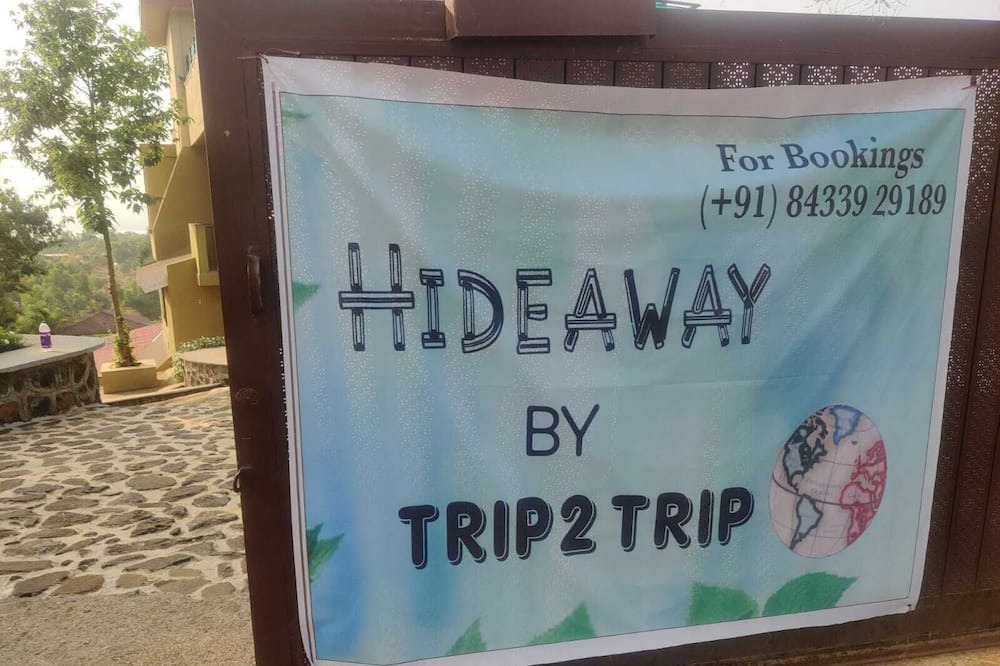 For Bookings
(+91) 84339 29189
HIDEAWAY
BY
TRIP2TRIP